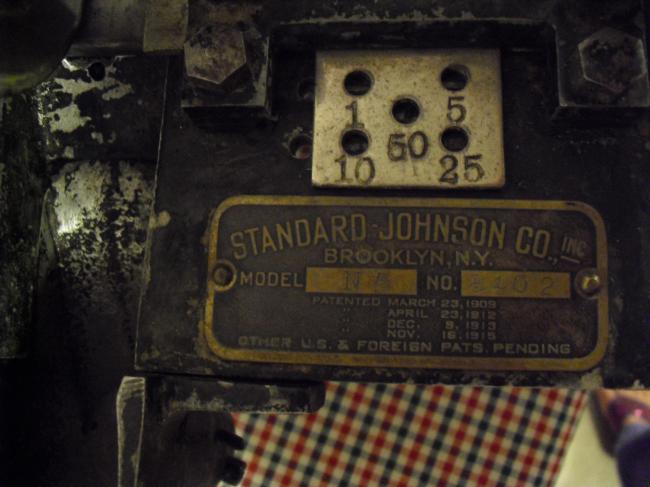 1 5
50
10 25
STANDARD-JOHNSON CO., INC
BROOKLYN, N.Y.
MODEL NO.
PATENTED MARCH 23, 1909
" APRIL 23, 1912
" DEC. 9, 1913
" NOV. 16, 1915
OTHER U.S. & FOREIGN PATS. PENDING